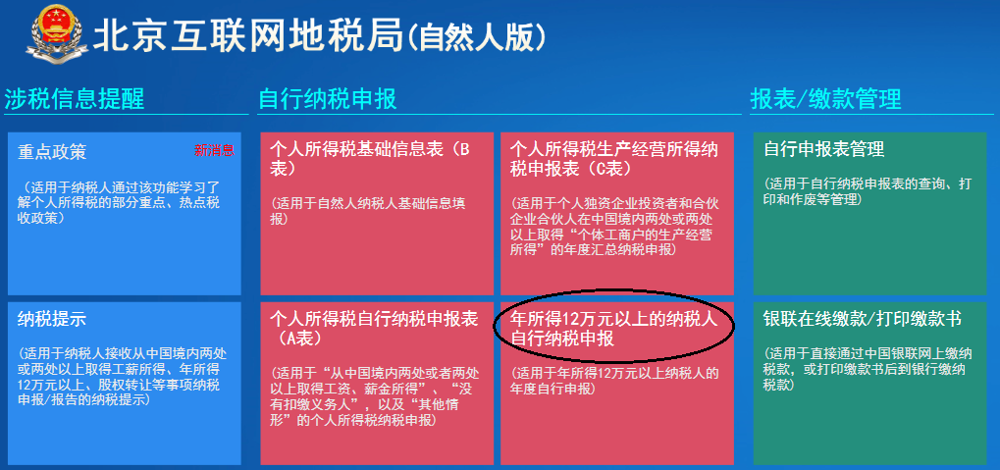 北京互联网地税局(自然人版)
涉税信息提醒
自行纳税申报
报表/缴款管理
重点政策
新消息
（适用于纳税人通过该功能学习了
解个人所得税的部分重点、热点税
收政策）
个人所得税基础信息表（B
表）
(适用于自然人纳税人基础信息填
报)
个人所得税生产经营所得纳
税申报表（C表）
(适用于个人独资企业投资者和合伙
企业合伙人在中国境内两处或两处
以上取得“个体工商户的生产经营
所得”的年度汇总纳税申报)
自行申报表管理
(适用于自行纳税申报表的查询、打
印和作废等管理)
纳税提示
(适用于纳税人接收从中国境内两处
或两处以上取得工薪所得、年所得
12万元以上、股权转让等事项纳税
申报/报告的纳税提示)
个人所得税自行纳税申报表
（A表）
(适用于“从中国境内两处或者两处
以上取得工资、薪金所得”、“没
有扣缴义务人”，以及“其他情
形”的个人所得税纳税申报)
年所得12万元以上的纳税人
自行纳税申报
(适用于年所得12万元以上纳税人的
年度自行申报)
银联在线缴款/打印缴款书
(适用于直接通过中国银联网上缴纳
税款，或打印缴款书后到银行缴纳
税款)